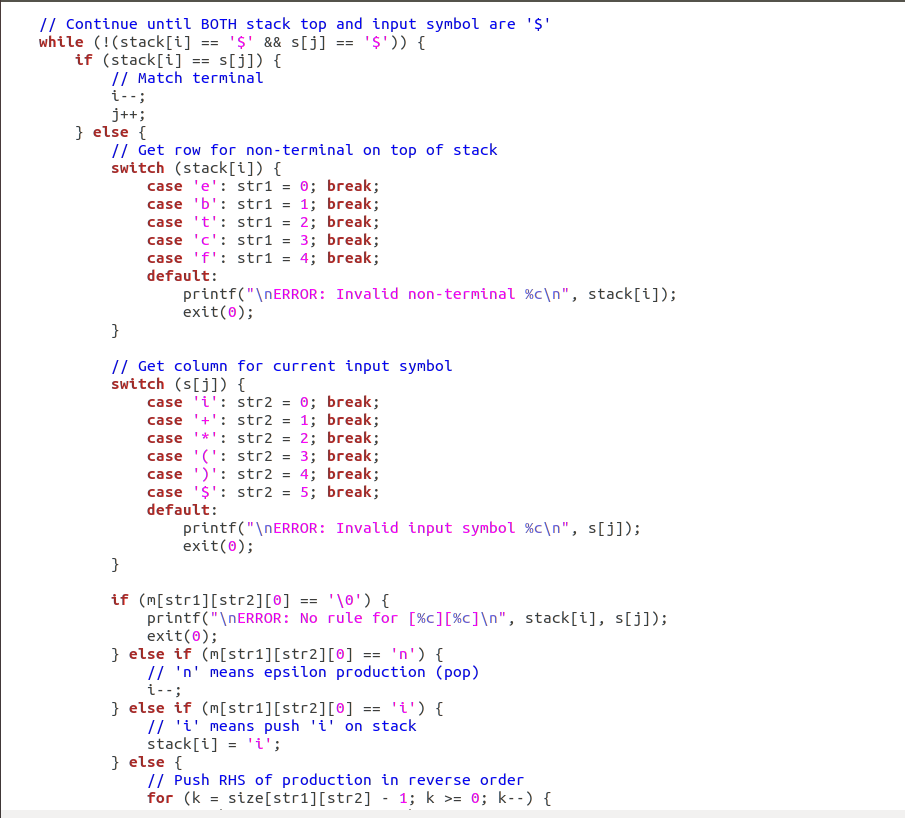 // Continue until BOTH stack top and input symbol are '$'
while (!(stack[i] == '$' && s[j] == '$')) {
if (stack[i] == s[j]) {
// Match terminal
i--;
j++;
} else {
// Get row for non-terminal on top of stack
switch (stack[i]) {
case 'e': str1 = 0; break;
case 'b': str1 = 1; break;
case 't': str1 = 2; break;
case 'c': str1 = 3; break;
case 'f': str1 = 4; break;
default:
printf("\nERROR: Invalid non-terminal %c\n", stack[i]);
exit(0);
}
// Get column for current input symbol
switch (s[j]) {
case 'i': str2 = 0; break;
case '+': str2 = 1; break;
case '*': str2 = 2; break;
case '(': str2 = 3; break;
case ')': str2 = 4; break;
case '$': str2 = 5; break;
default:
printf("\nERROR: Invalid input symbol %c\n", s[j]);
exit(0);
}
if (m[str1][str2][0] == '\0') {
printf("\nERROR: No rule for [%c][%c]\n", stack[i], s[j]);
exit(0);
} else if (m[str1][str2][0] == 'n') {
// 'n' means epsilon production (pop)
i--;
} else if (m[str1][str2][0] == 'i') {
// 'i' means push 'i' on stack
stack[i] = 'i';
} else {
// Push RHS of production in reverse order
for (k = size[str1][str2] - 1; k >= 0; k--) {